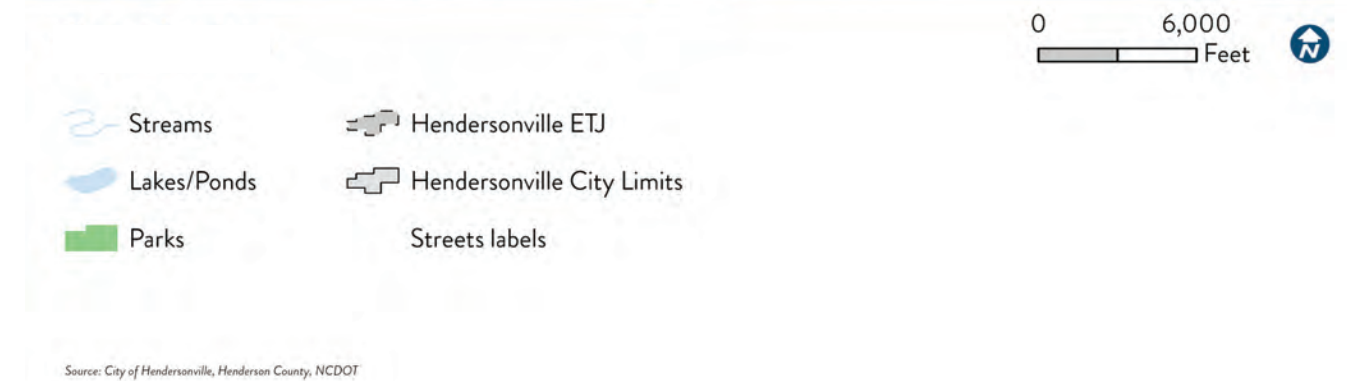 0 6,000
Feet
N
Streams
Hendersonville ETJ
Lakes/Ponds
Hendersonville City Limits
Parks
Streets labels
Source: City of Hendersonville, Henderson County, NCDOT